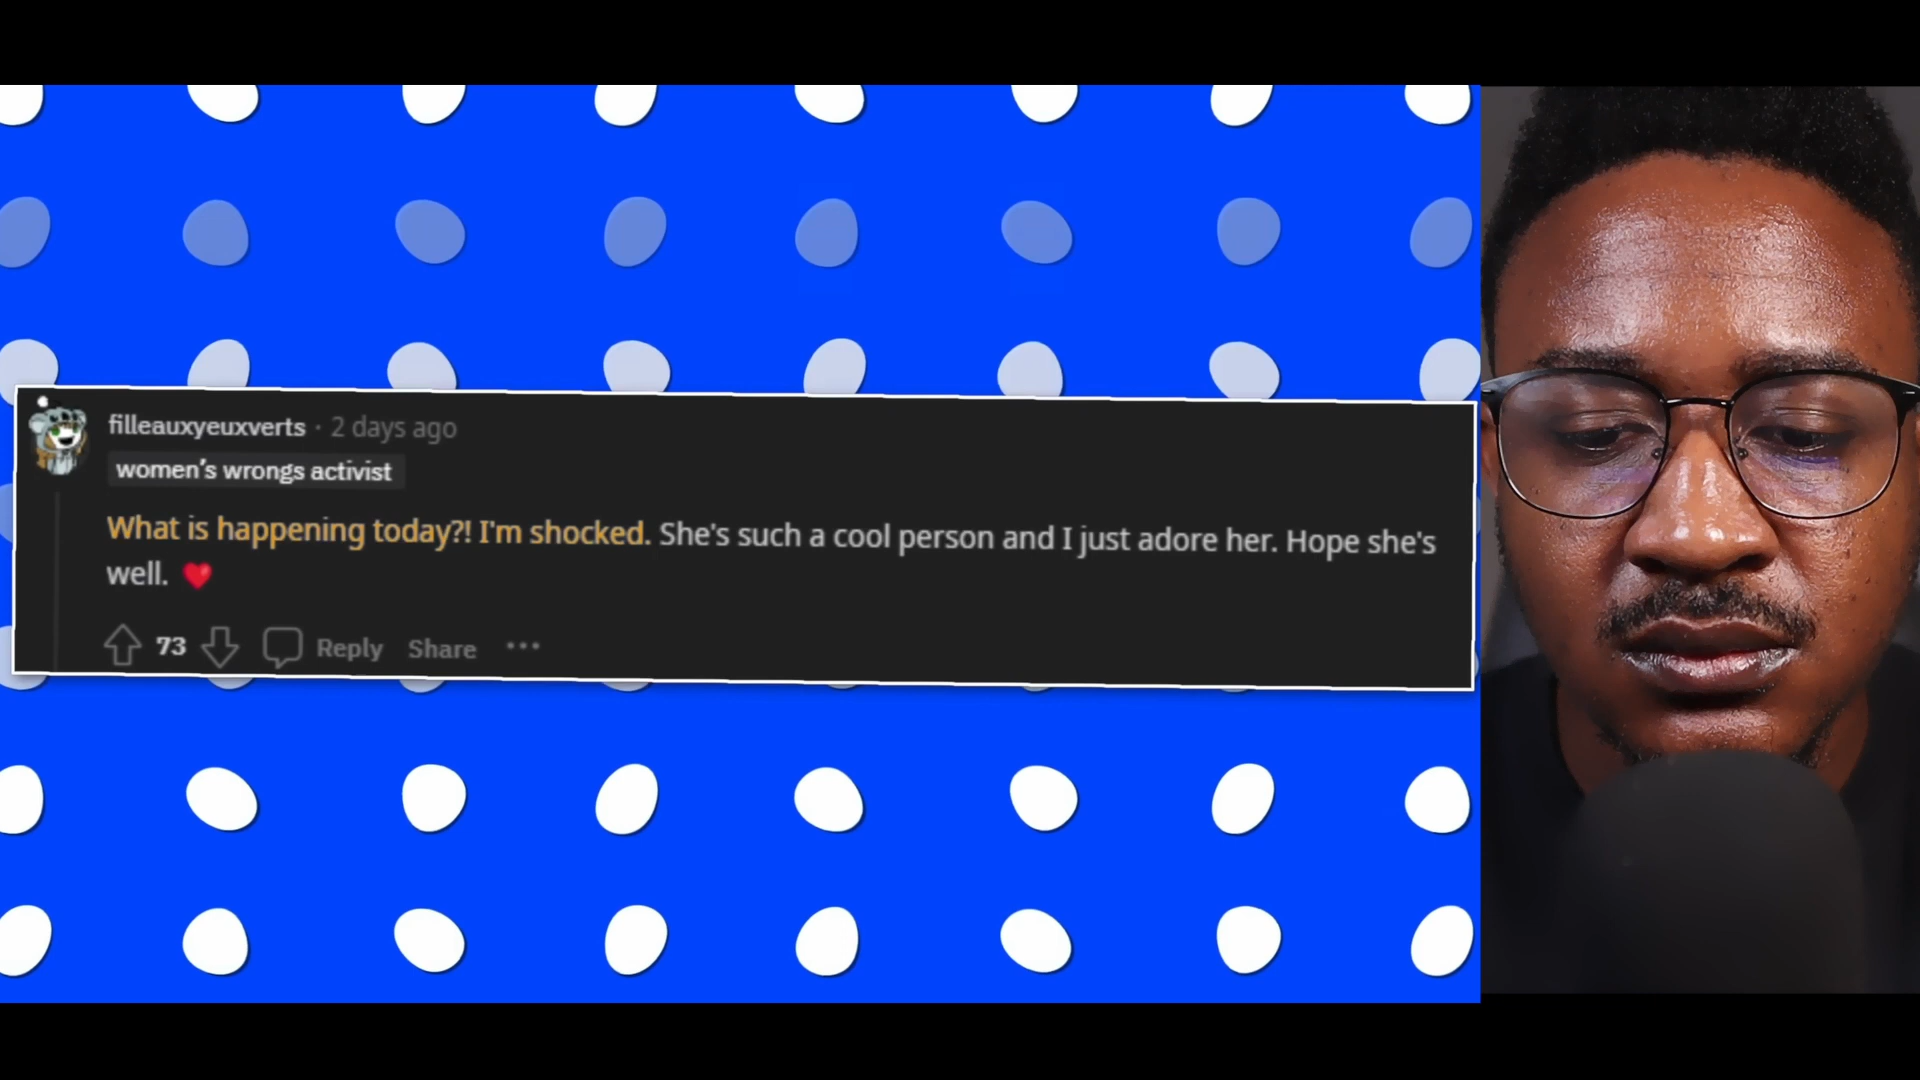 filleauxyeuxverts · 2 days ago
women's wrongs activist
What is happening today?! I'm shocked. She's such a cool person and I just adore her. Hope she's
well. ❤️
73 Reply Share ···